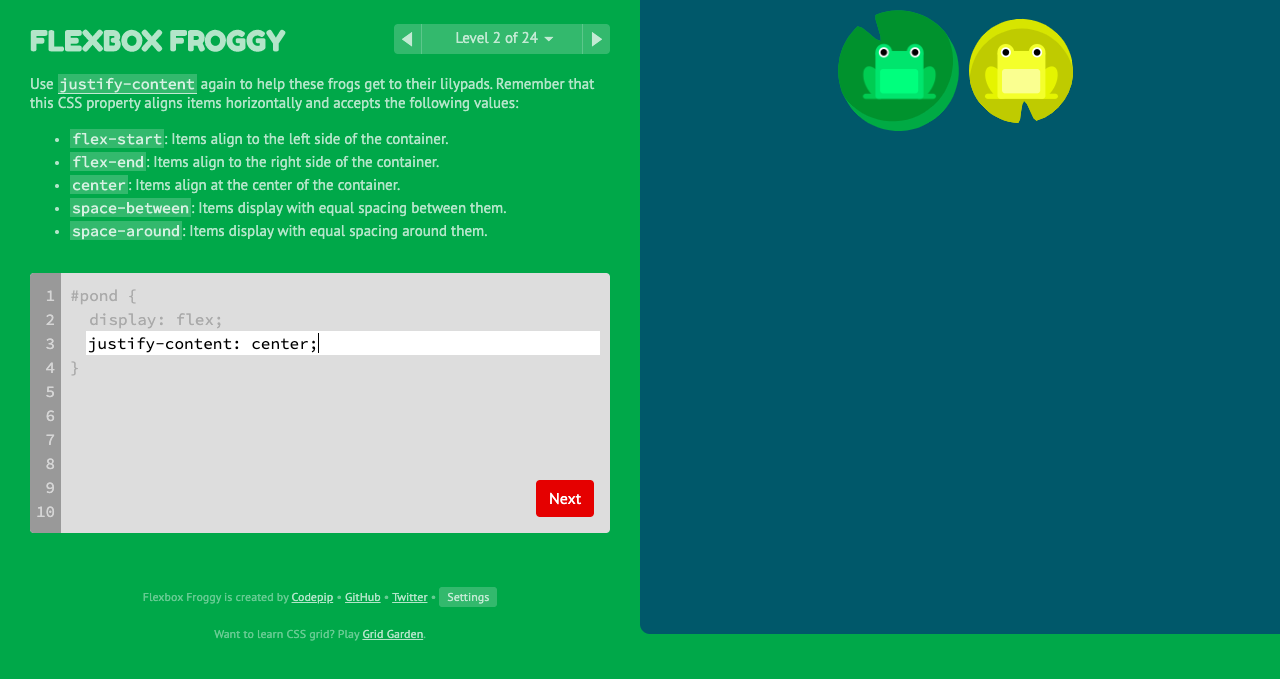 FLEXBOX FROGGY
Level 2 of 24
Use justify-content again to help these frogs get to their lilypads. Remember that
this CSS property aligns items horizontally and accepts the following values:
• flex-start: Items align to the left side of the container.
• flex-end: Items align to the right side of the container.
• center: Items align at the center of the container.
• space-between: Items display with equal spacing between them.
• space-around: Items display with equal spacing around them.
1 #pond {
2 display: flex;
3 justify-content: center;
4 }
5
6
7
8
9
10
Next
Flexbox Froggy is created by Codepip • GitHub • Twitter • Settings
Want to learn CSS grid? Play Grid Garden.